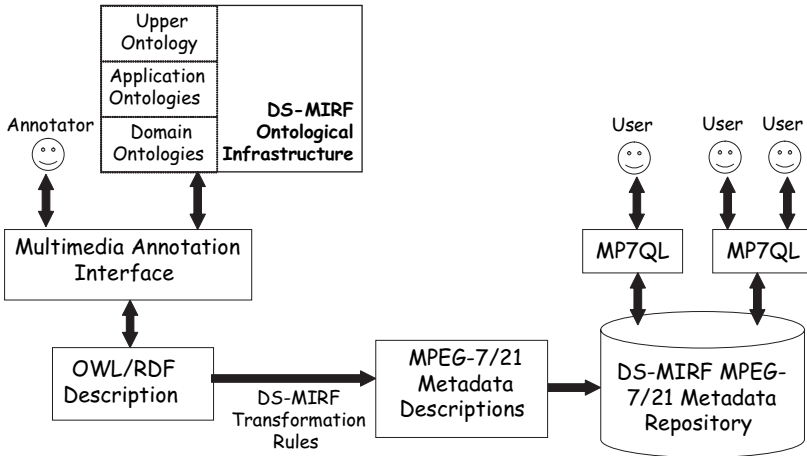 Upper
Ontology
Application
Ontologies
Domain
Ontologies
DS-MIRF
Ontological
Infrastructure
Annotator
User
User
User
Multimedia Annotation
Interface
MP7QL
MP7QL
OWL/RDF
Description
DS-MIRF
Transformation
Rules
MPEG-7/21
Metadata
Descriptions
DS-MIRF MPEG-
7/21 Metadata
Repository